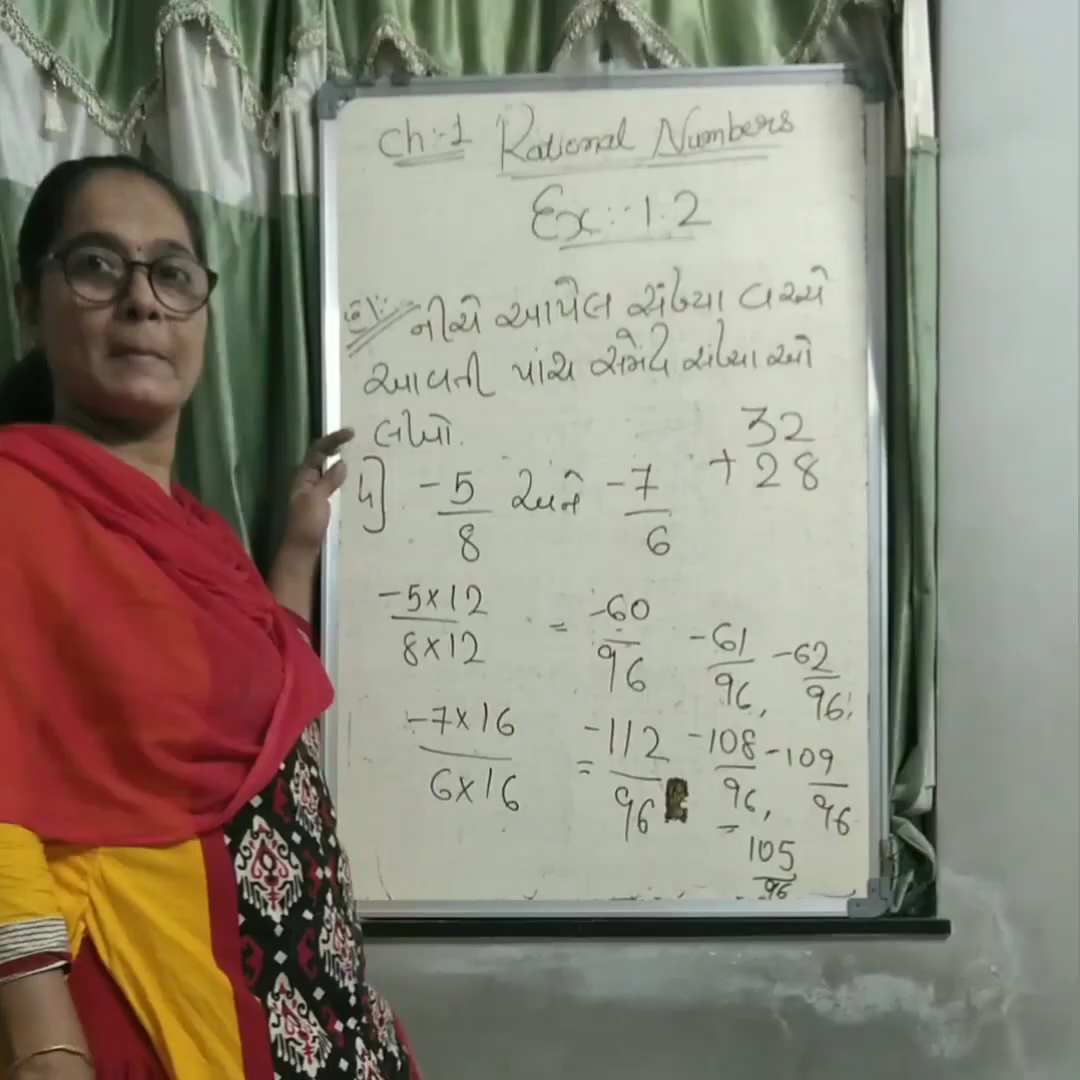 Ch:-1 Rational Numbers
Ex:-1.2
નીચે આપેલ સંખ્યા વચ્ચે
આવતી પાંચ સંમેય સંખ્યાઓ
લખો.
-5/8 અને -7/6
32
+28
-5×12/8×12 = -60/96 -61/96, -62/96,
-7×16/6×16 = -112/96 -108/96, -109/96
-105/96